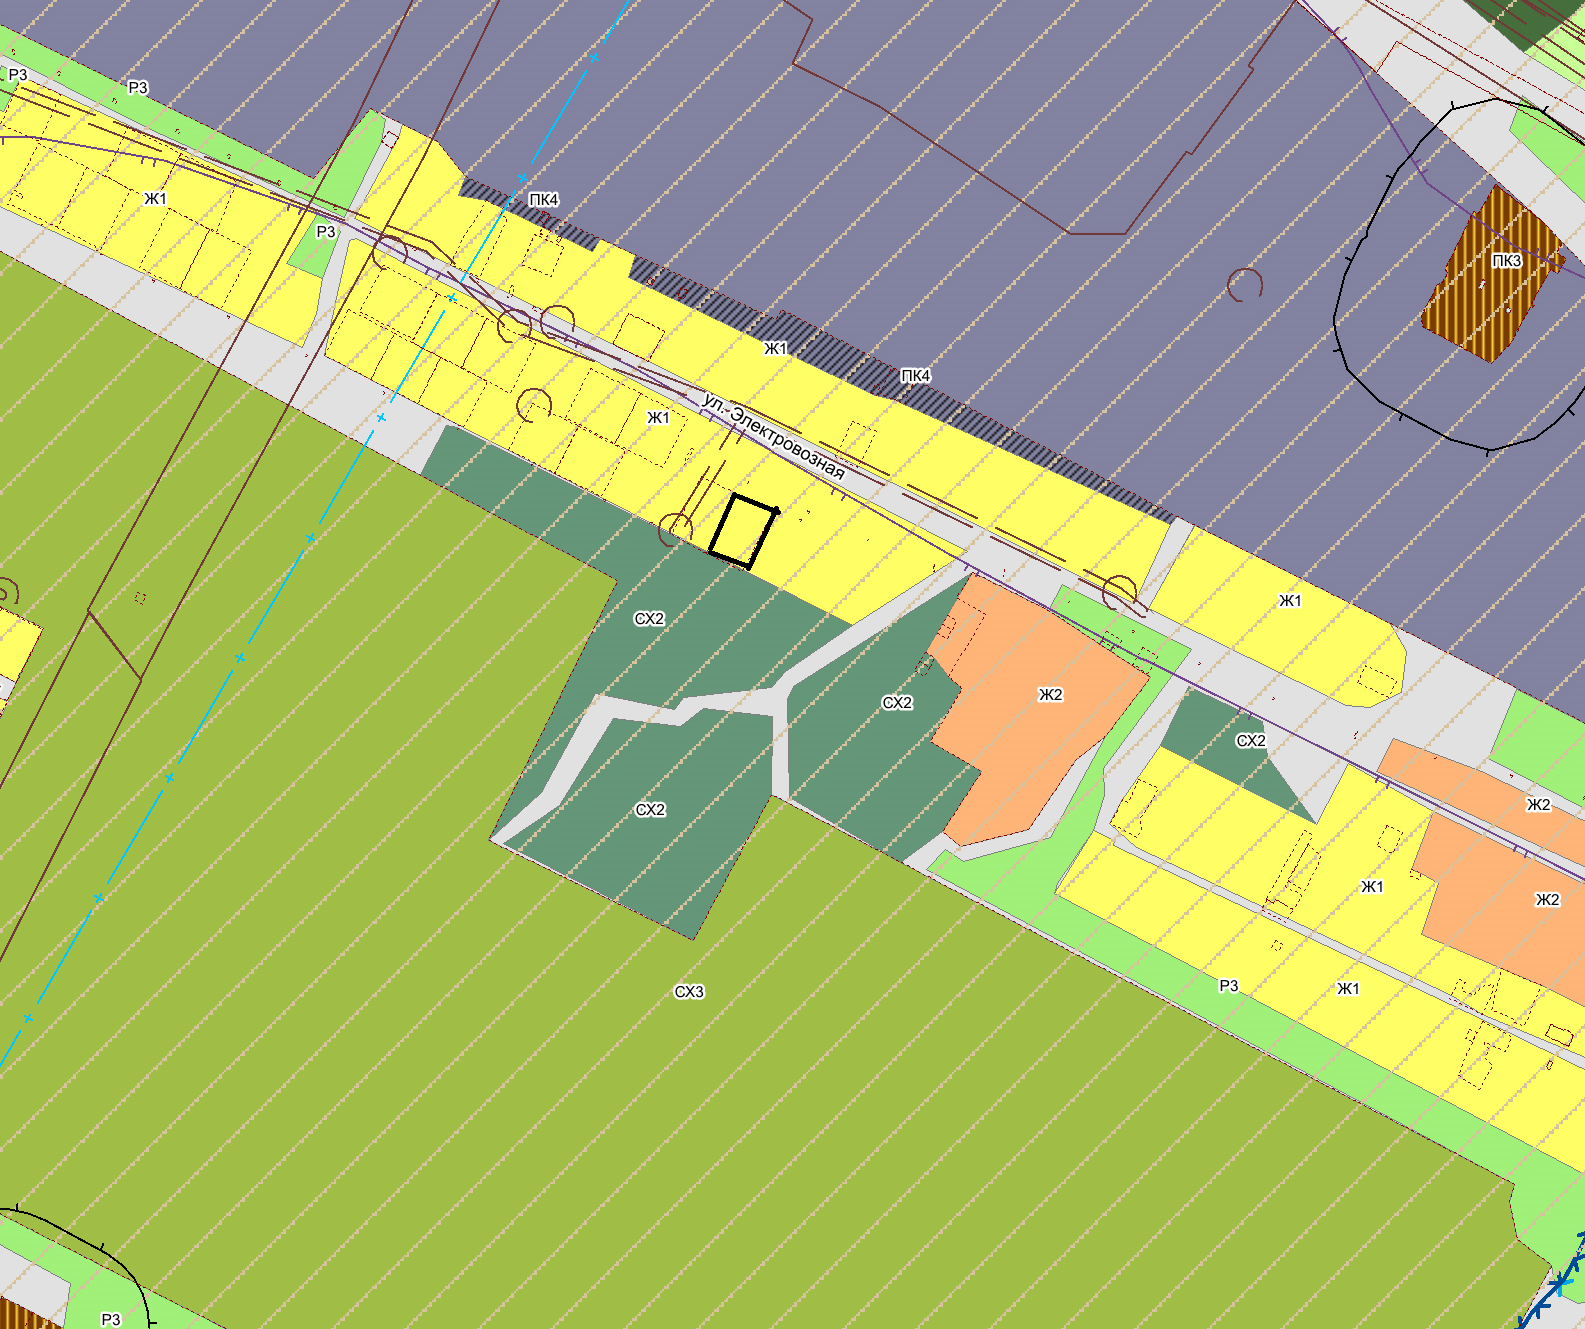 Р3
Р3
Ж1
ПК4
Р3
ПК3
Ж1
ПК4
Ж1
ул. Электровозная
Ж1
СХ2
Ж2
СХ2
СХ2
Ж2
СХ2
Ж1
Ж2
Р3
Ж1
СХ3
Р3